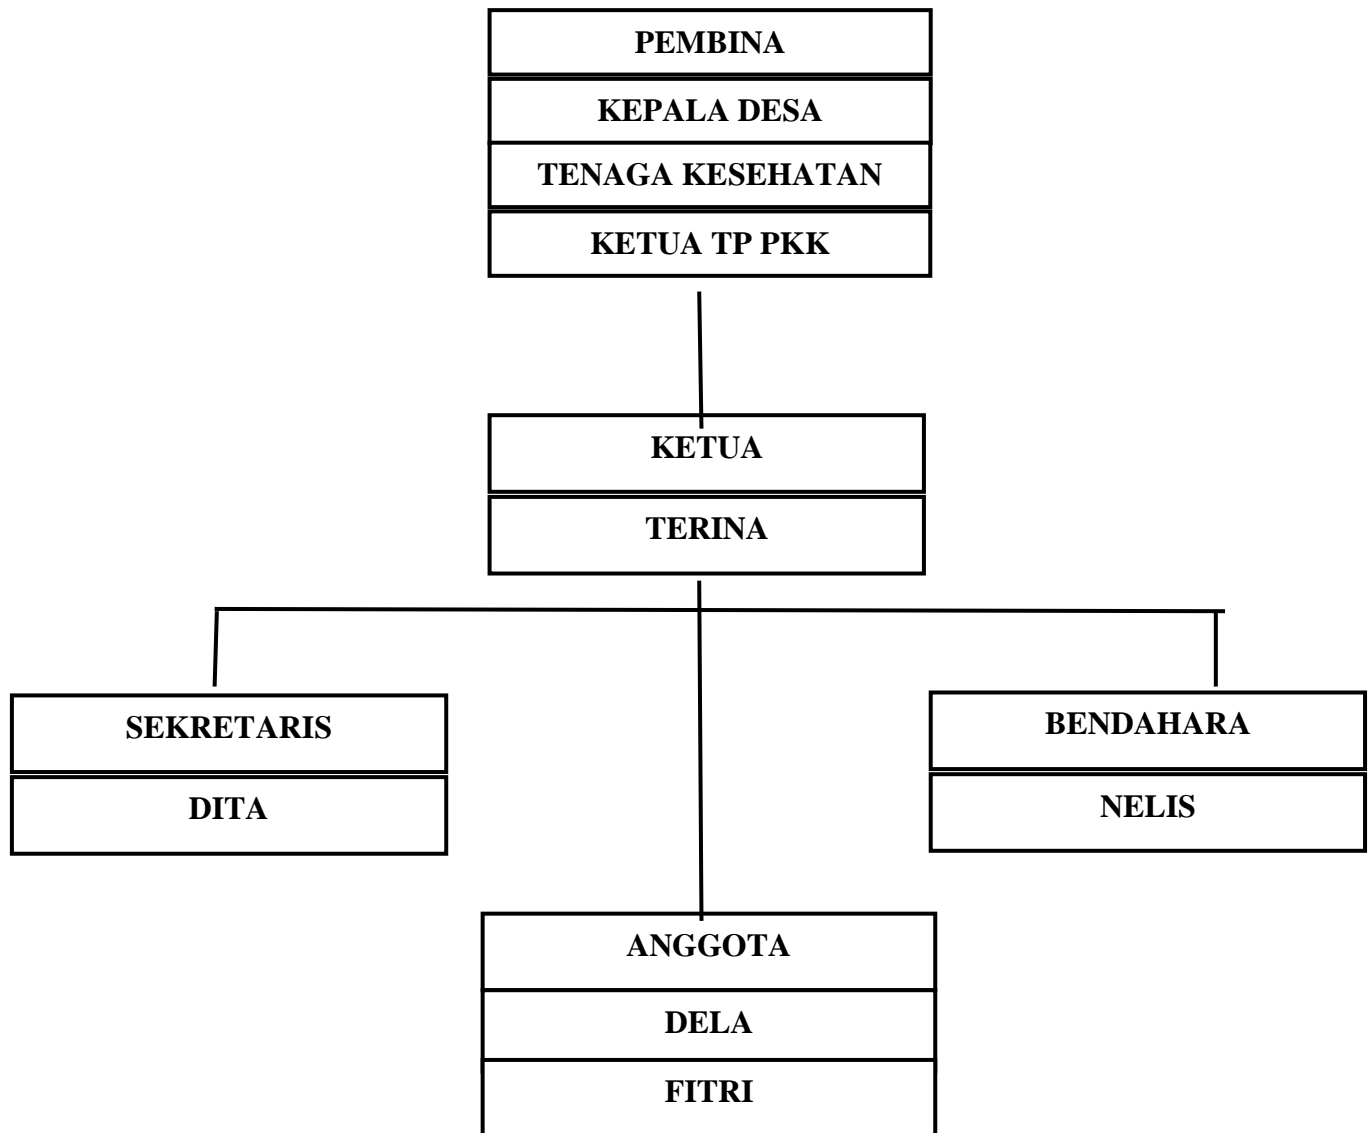 PEMBINA
KEPALA DESA
TENAGA KESEHATAN
KETUA TP PKK
KETUA
TERINA
SEKRETARIS
DITA
BENDAHARA
NELIS
ANGGOTA
DELA
FITRI